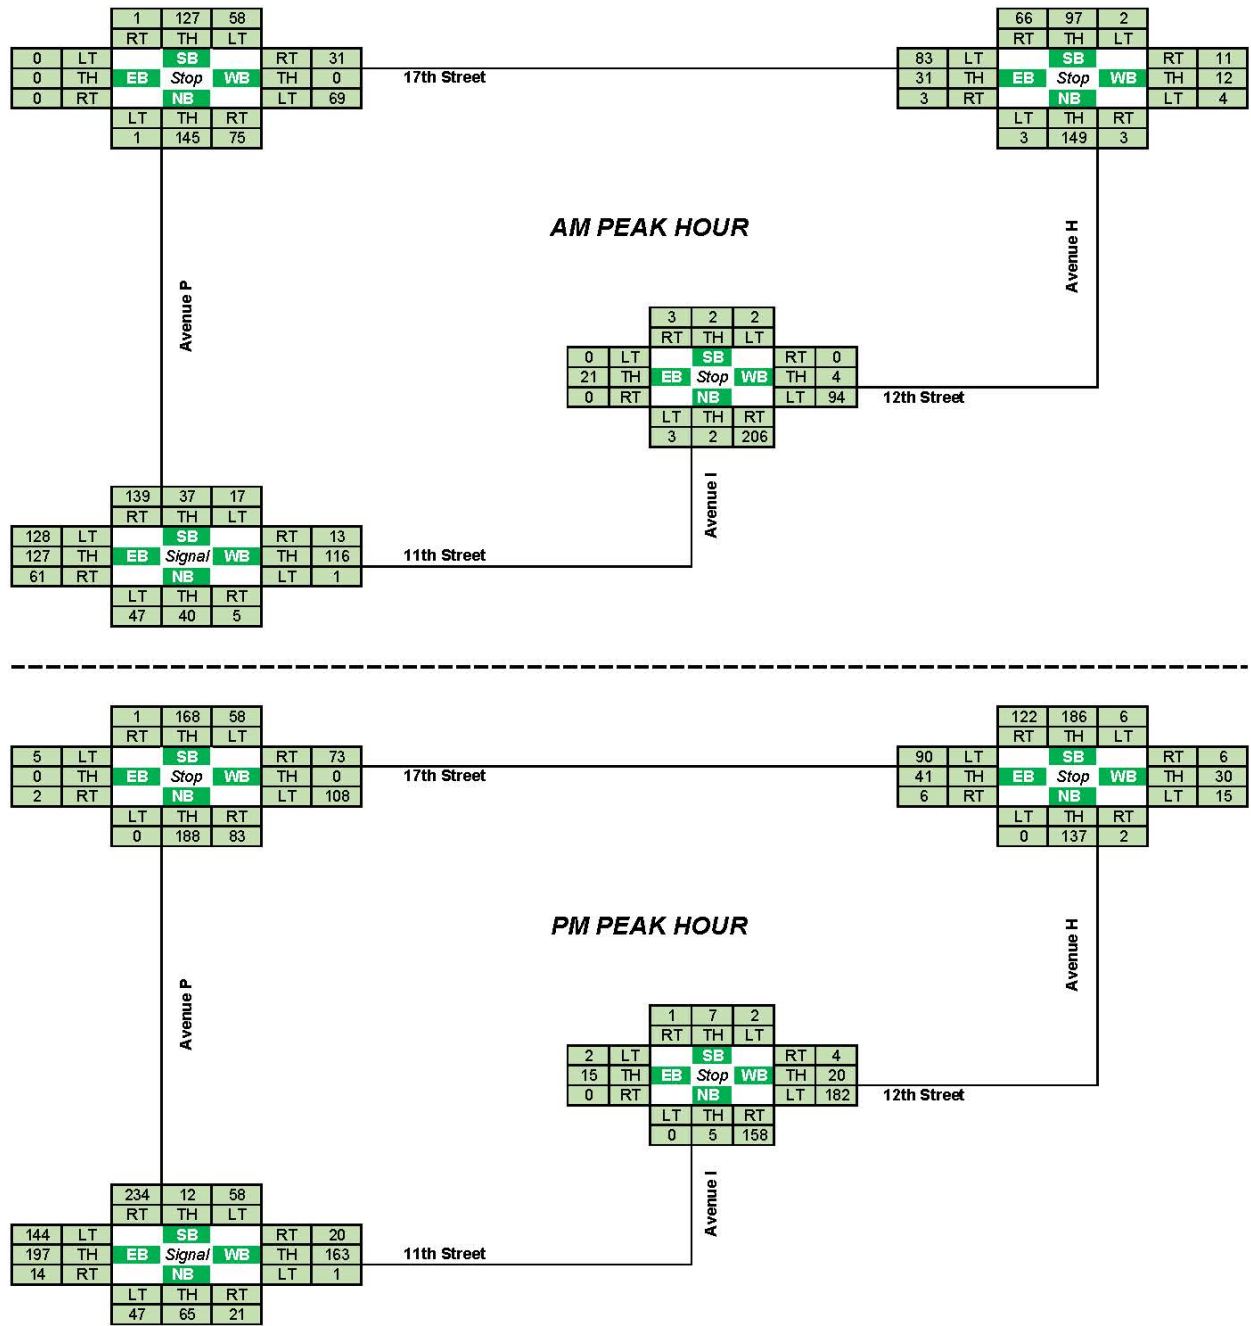 1 127 58 66 97 2
RT TH LT RT TH LT
0 LT SB RT 31 83 LT SB RT 11
0 TH EB Stop WB TH 0 17th Street 31 TH EB Stop WB TH 12
0 RT NB LT 69 3 RT NB LT 4
LT TH RT LT TH RT
1 145 75 3 149 3
AM PEAK HOUR
Avenue P
Avenue H
3 2 2
RT TH LT
0 LT SB RT 0
21 TH EB Stop WB TH 4
0 RT NB LT 94 12th Street
LT TH RT
3 2 206
Avenue I
139 37 17
RT TH LT
128 LT SB RT 13
127 TH EB Signal WB TH 116 11th Street
61 RT NB LT 1
LT TH RT
47 40 5
1 168 58 122 186 6
RT TH LT RT TH LT
5 LT SB RT 73 90 LT SB RT 6
0 TH EB Stop WB TH 0 17th Street 41 TH EB Stop WB TH 30
2 RT NB LT 108 6 RT NB LT 15
LT TH RT LT TH RT
0 188 83 0 137 2
PM PEAK HOUR
Avenue P
Avenue H
1 7 2
RT TH LT
2 LT SB RT 4
15 TH EB Stop WB TH 20
0 RT NB LT 182 12th Street
LT TH RT
0 5 158
Avenue I
234 12 58
RT TH LT
144 LT SB RT 20
197 TH EB Signal WB TH 163 11th Street
14 RT NB LT 1
LT TH RT
47 65 21